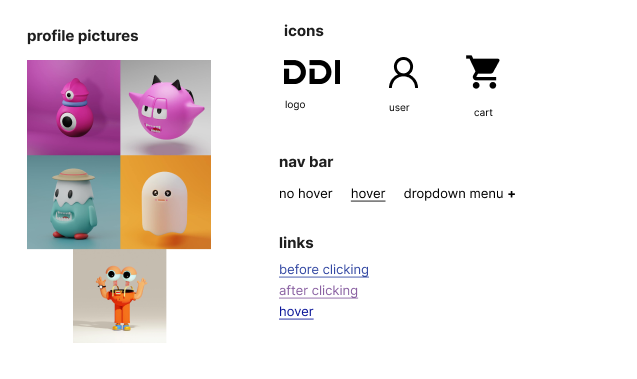 profile pictures
icons
DDI
logo
user
cart
nav bar
no hover hover dropdown menu +
links
before clicking
after clicking
hover